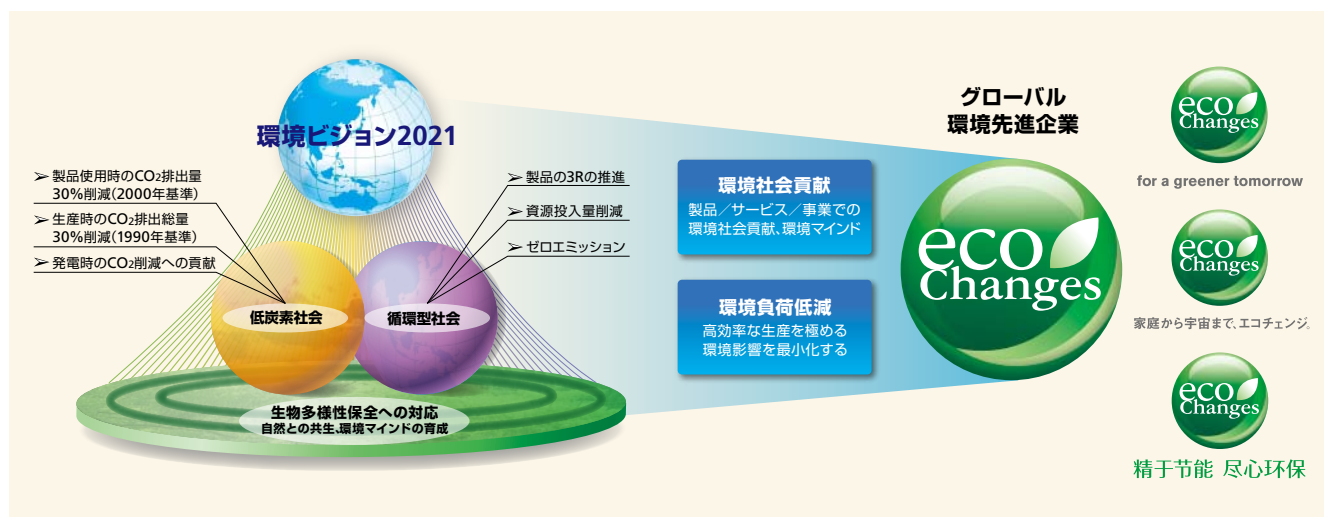 環境ビジョン2021
➢ 製品使用時のCO₂排出量
30%削減(2000年基準)
➢ 生産時のCO₂排出総量
30%削減(1990年基準)
➢ 発電時のCO₂削減への貢献
➢ 製品の3Rの推進
➢ 資源投入量削減
➢ ゼロエミッション
低炭素社会
循環型社会
生物多様性保全への対応
自然との共生、環境マインドの育成
環境社会貢献
製品／サービス／事業での
環境社会貢献、環境マインド
環境負荷低減
高効率な生産を極める
環境影響を最小化する
グローバル
環境先進企業
eco
Changes
eco
Changes
for a greener tomorrow
eco
Changes
家庭から宇宙まで、エコチェンジ。
eco
Changes
精于节能 尽心环保